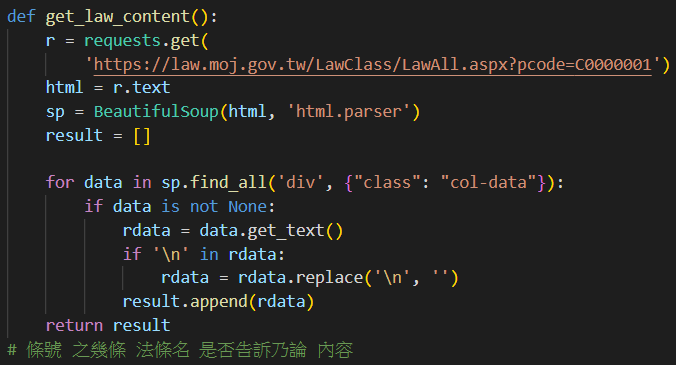 def get_law_content():
    r = requests.get(
        'https://law.moj.gov.tw/LawClass/LawAll.aspx?pcode=C0000001')
    html = r.text
    sp = BeautifulSoup(html, 'html.parser')
    result = []

    for data in sp.find_all('div', {"class": "col-data"}):
        if data is not None:
            rdata = data.get_text()
            if '\n' in rdata:
                rdata = rdata.replace('\n', '')
            result.append(rdata)
    return result
# 條號 之幾條 法條名 是否告訴乃論 內容